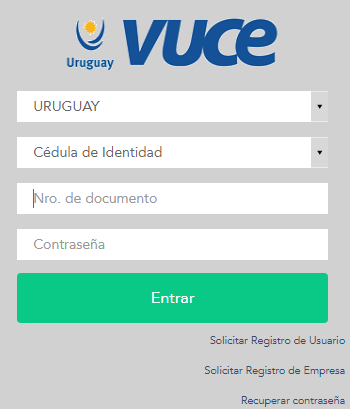 Uruguay vuce
URUGUAY
Cédula de Identidad
Nro. de documento
Contraseña
Entrar
Solicitar Registro de Usuario
Solicitar Registro de Empresa
Recuperar contraseña